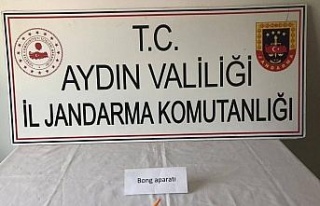 T.C.
AYDIN VALİLİĞİ
İL JANDARMA KOMUTANLIĞI
Bong aparatı